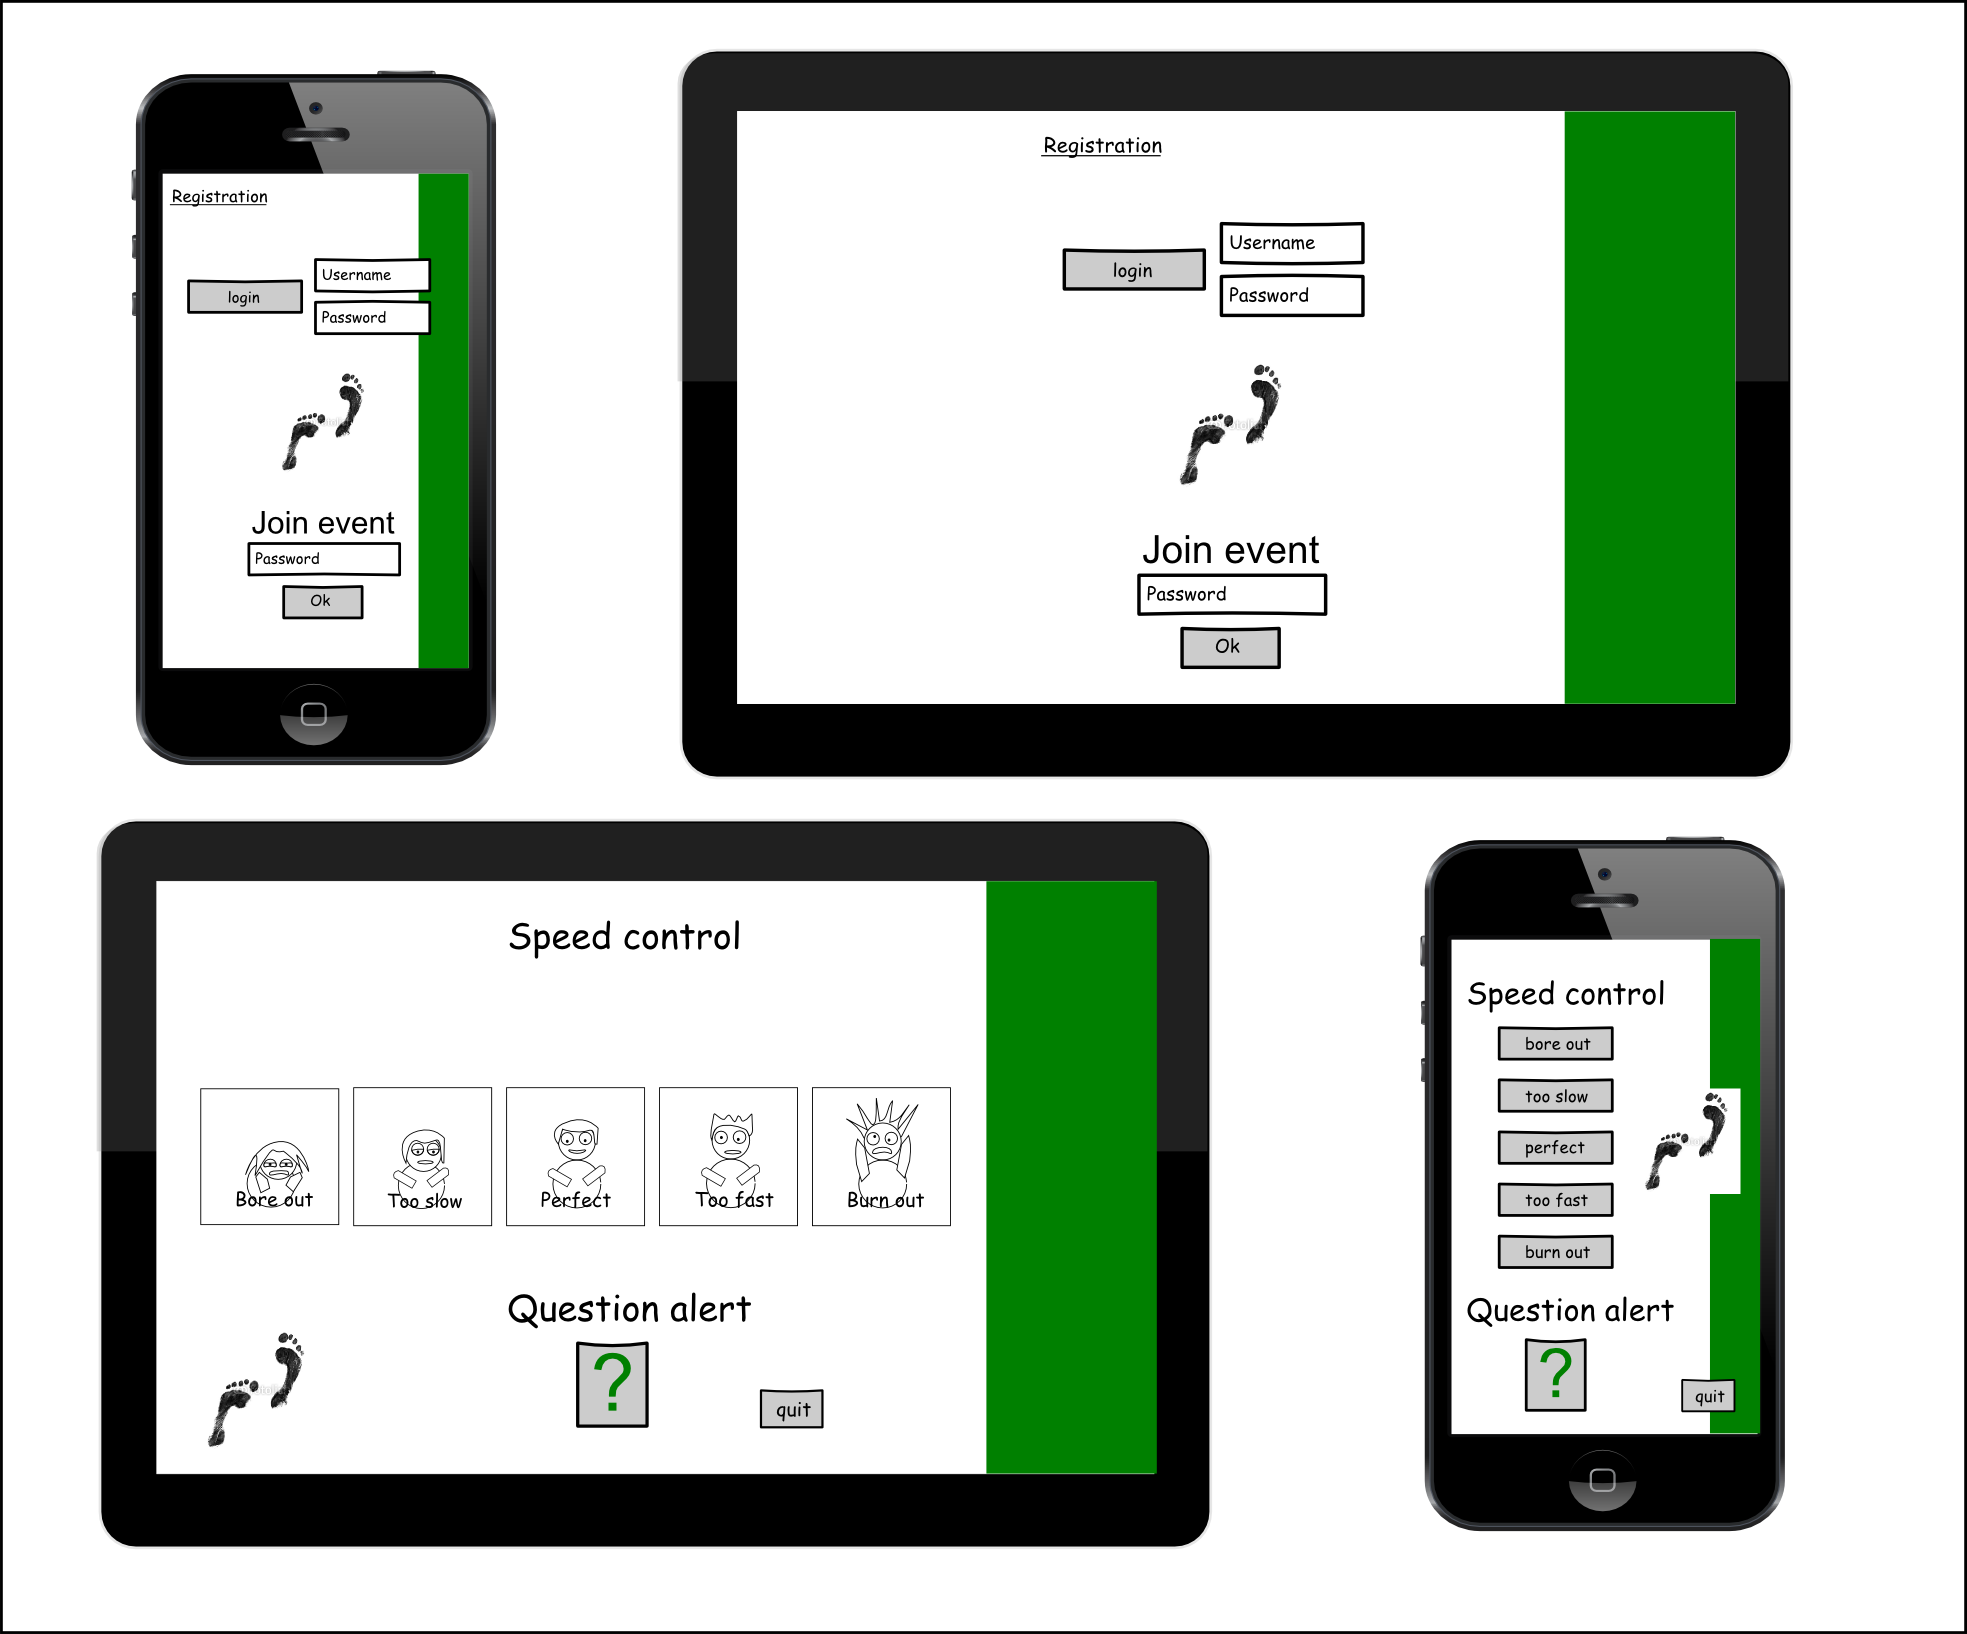 Registration
Username
login
Password
Join event
Password
Ok
Registration
Username
login
Password
Join event
Password
Ok
Speed control
Bore out Too slow Perfect Too fast Burn out
Question alert
?
quit
Speed control
bore out
too slow
perfect
too fast
burn out
Question alert
?
quit